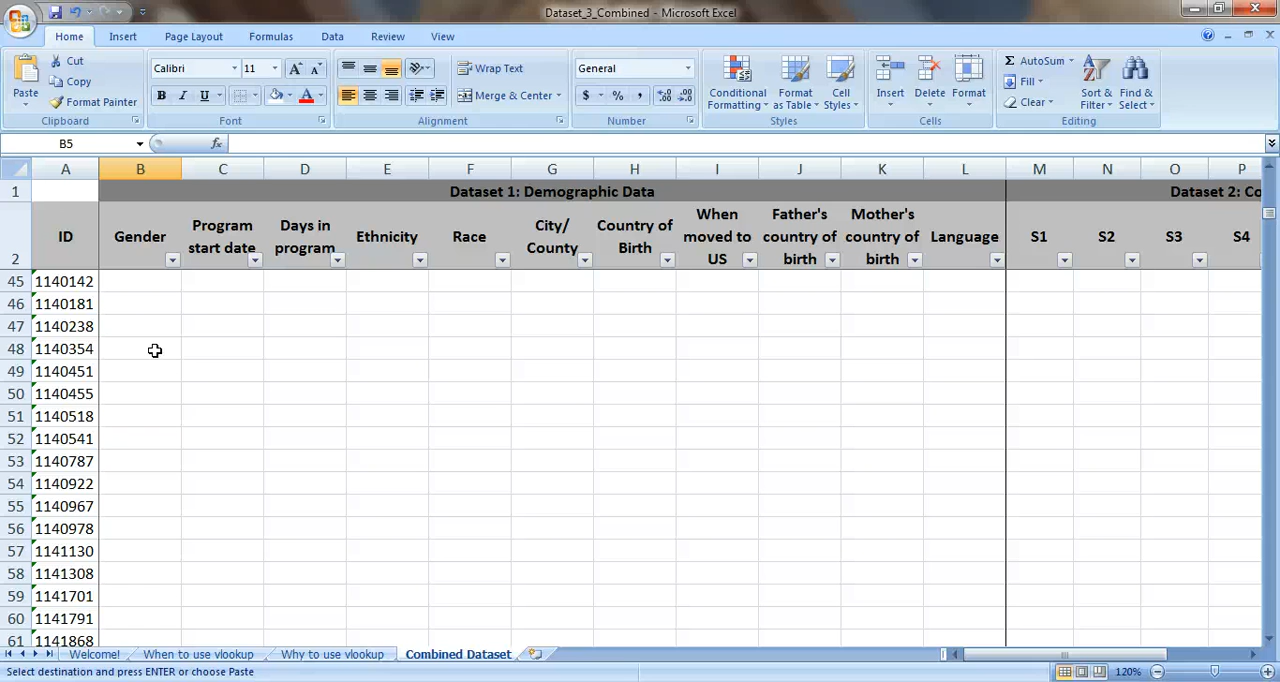 Dataset_3_Combined - Microsoft Excel
Home Insert Page Layout Formulas Data Review View
Paste
Cut
Copy
Format Painter
Clipboard
Calibri 11
B I U
Font
Wrap Text
Merge & Center
Alignment
General
$ % ,
Number
Conditional Formatting
Format as Table
Cell Styles
Styles
Insert
Delete
Format
Cells
Σ AutoSum
Fill
Clear
Sort & Filter
Find & Select
Editing
B5 fx
A B C D E F G H I J K L M N O P
1 Dataset 1: Demographic Data Dataset 2: Co
2 ID Gender Program start date Days in program Ethnicity Race City/ County Country of Birth When moved to US Father's country of birth Mother's country of birth Language S1 S2 S3 S4
45 1140142
46 1140181
47 1140238
48 1140354
49 1140451
50 1140455
51 1140518
52 1140541
53 1140787
54 1140922
55 1140967
56 1140978
57 1141130
58 1141308
59 1141701
60 1141791
61 1141868
Welcome! When to use vlookup Why to use vlookup Combined Dataset
Select destination and press ENTER or choose Paste 120%